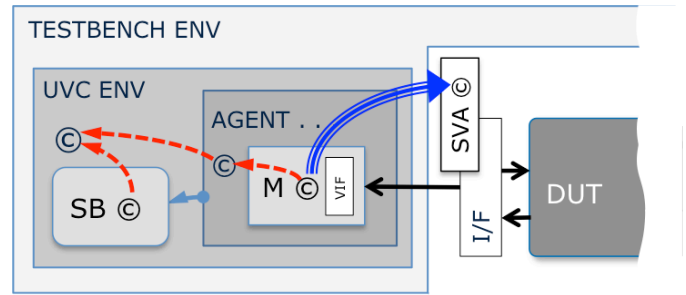 TESTBENCH ENV
UVC ENV
AGENT . .
©
©
M ©
VIF
SB ©
SVA ©
I/F
DUT